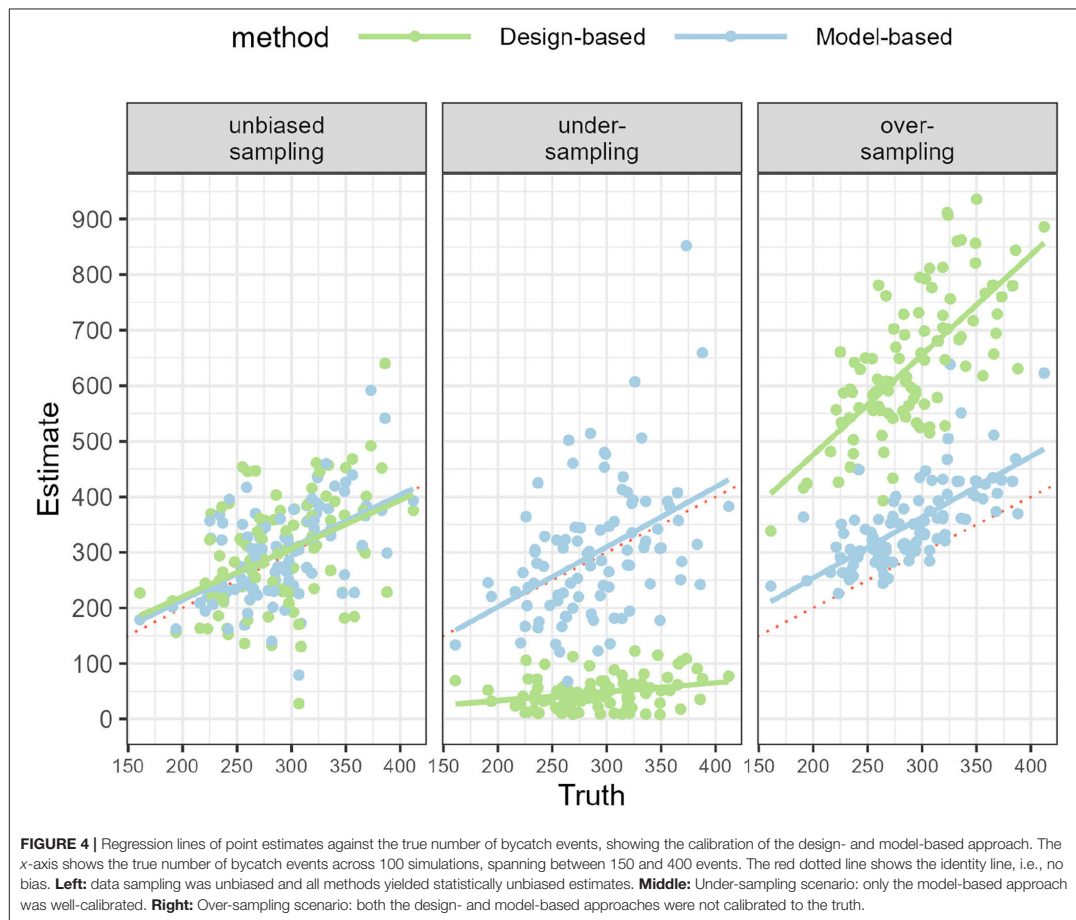 method Design-based Model-based
unbiased under- over-
sampling sampling sampling
900
800
700
600
500
400
300
200
100
0
Estimate
150 200 250 300 350 400 150 200 250 300 350 400 150 200 250 300 350 400
Truth
FIGURE 4 | Regression lines of point estimates against the true number of bycatch events, showing the calibration of the design- and model-based approach. The
x-axis shows the true number of bycatch events across 100 simulations, spanning between 150 and 400 events. The red dotted line shows the identity line, i.e., no
bias. Left: data sampling was unbiased and all methods yielded statistically unbiased estimates. Middle: Under-sampling scenario: only the model-based approach
was well-calibrated. Right: Over-sampling scenario: both the design- and model-based approaches were not calibrated to the truth.